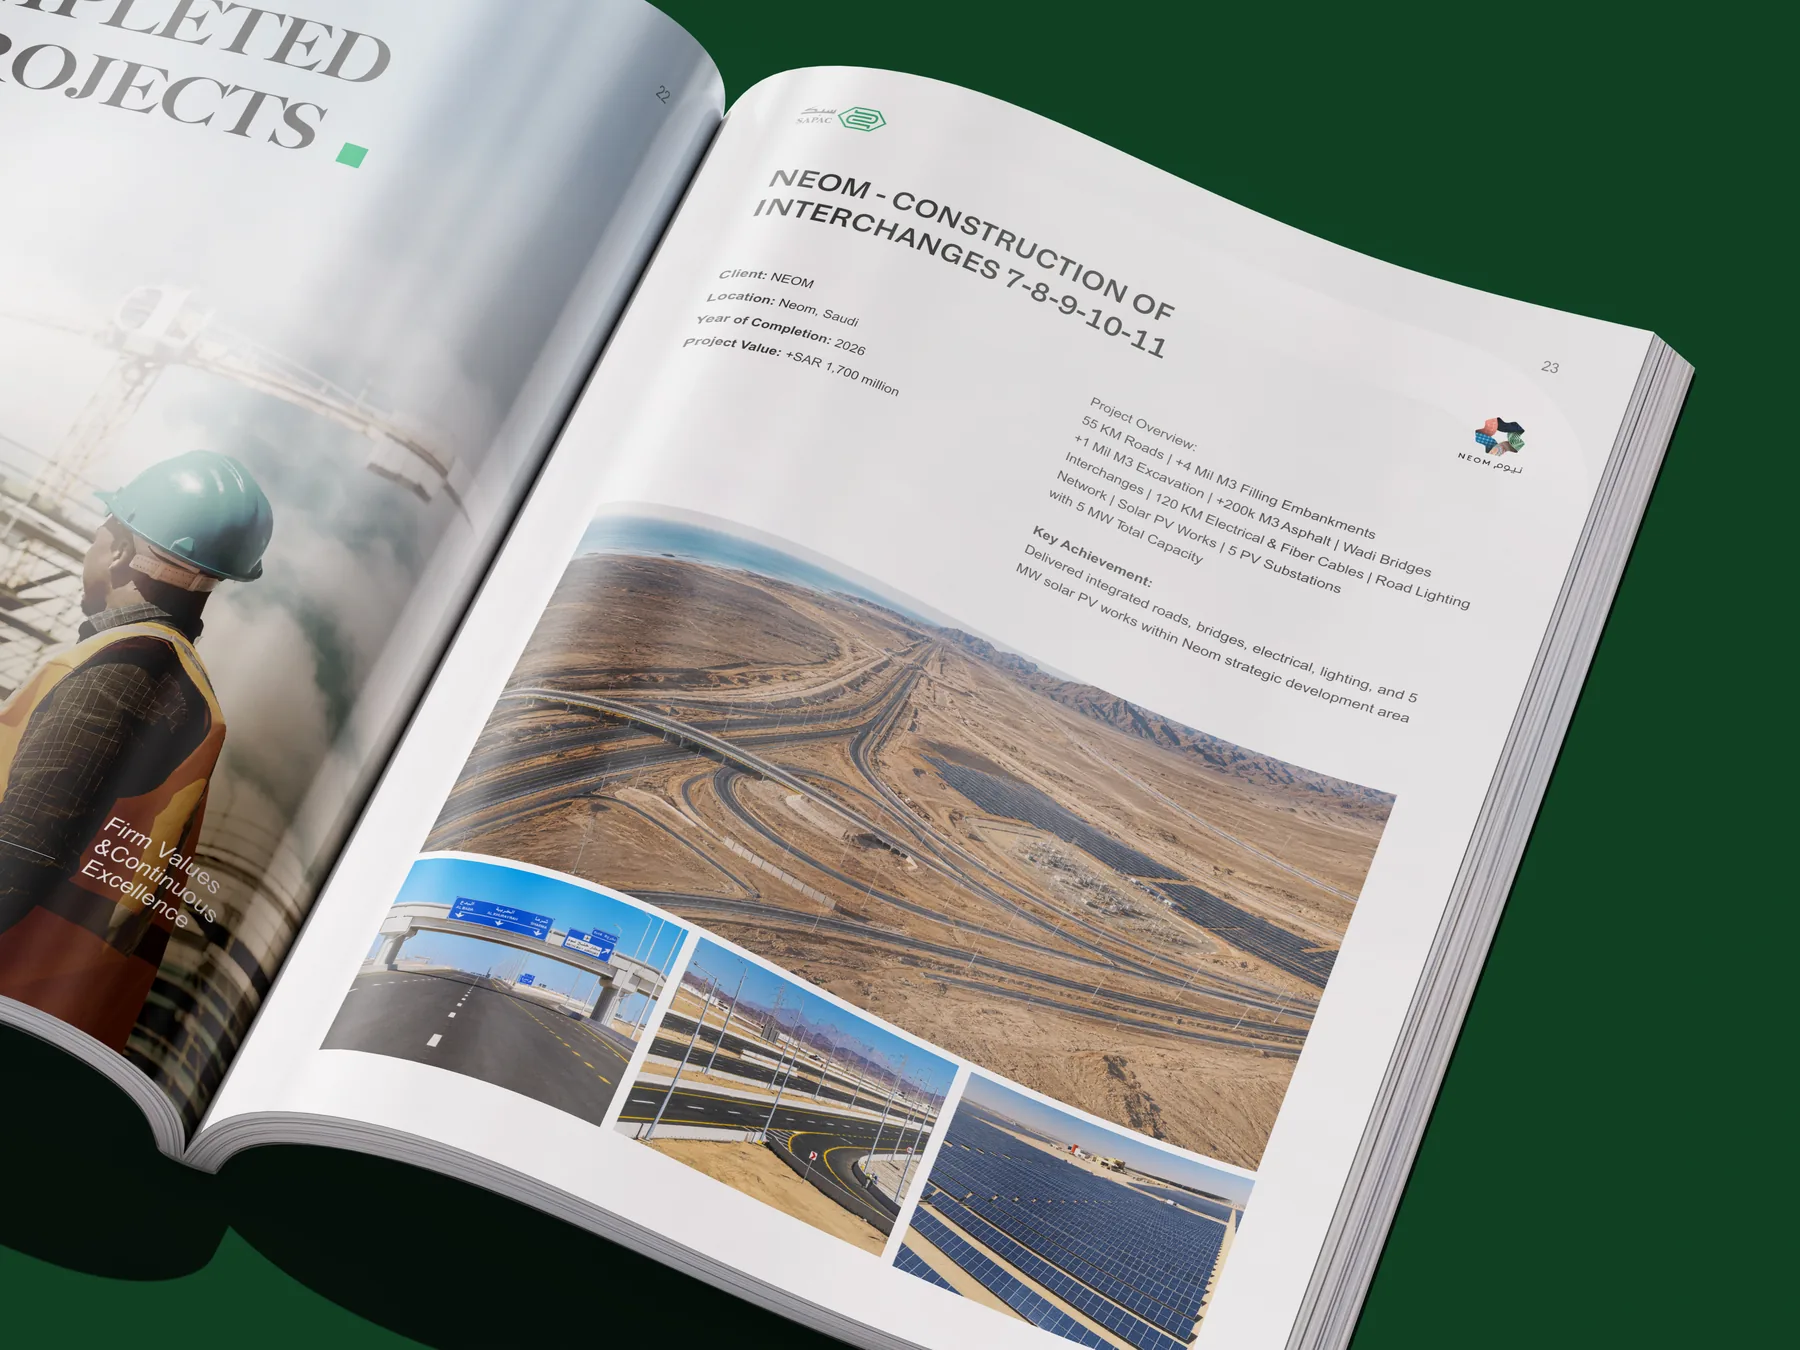 MPLETED
ROJECTS
22
Firm Values
&Continuous
Excellence
سبك
SAPAC
NEOM - CONSTRUCTION OF
INTERCHANGES 7-8-9-10-11
Client: NEOM
Location: Neom, Saudi
Year of Completion: 2026
Project Value: +SAR 1,700 million
23
NEOM نيوم
Project Overview:
55 KM Roads | +4 Mil M3 Filling Embankments
+1 Mil M3 Excavation | +200k M3 Asphalt | Wadi Bridges
Interchanges | 120 KM Electrical & Fiber Cables | Road Lighting
Network | Solar PV Works | 5 PV Substations
with 5 MW Total Capacity
Key Achievement:
Delivered integrated roads, bridges, electrical, lighting, and 5
MW solar PV works within Neom strategic development area